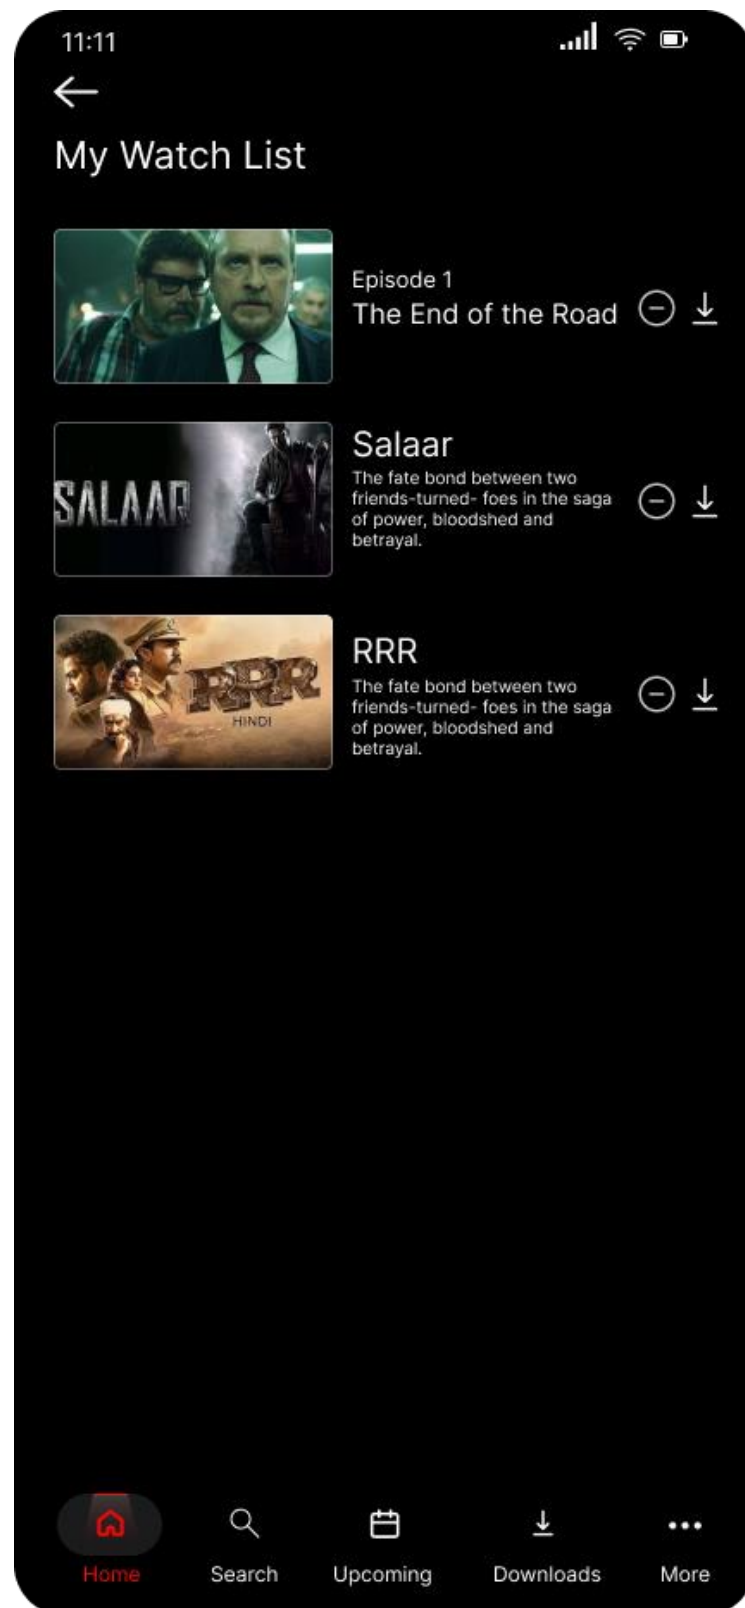 11:11
My Watch List
Episode 1
The End of the Road
SALAAR
Salaar
The fate bond between two
friends-turned- foes in the saga
of power, bloodshed and
betrayal.
RRR
HINDI
RRR
The fate bond between two
friends-turned- foes in the saga
of power, bloodshed and
betrayal.
Home
Search
Upcoming
Downloads
More